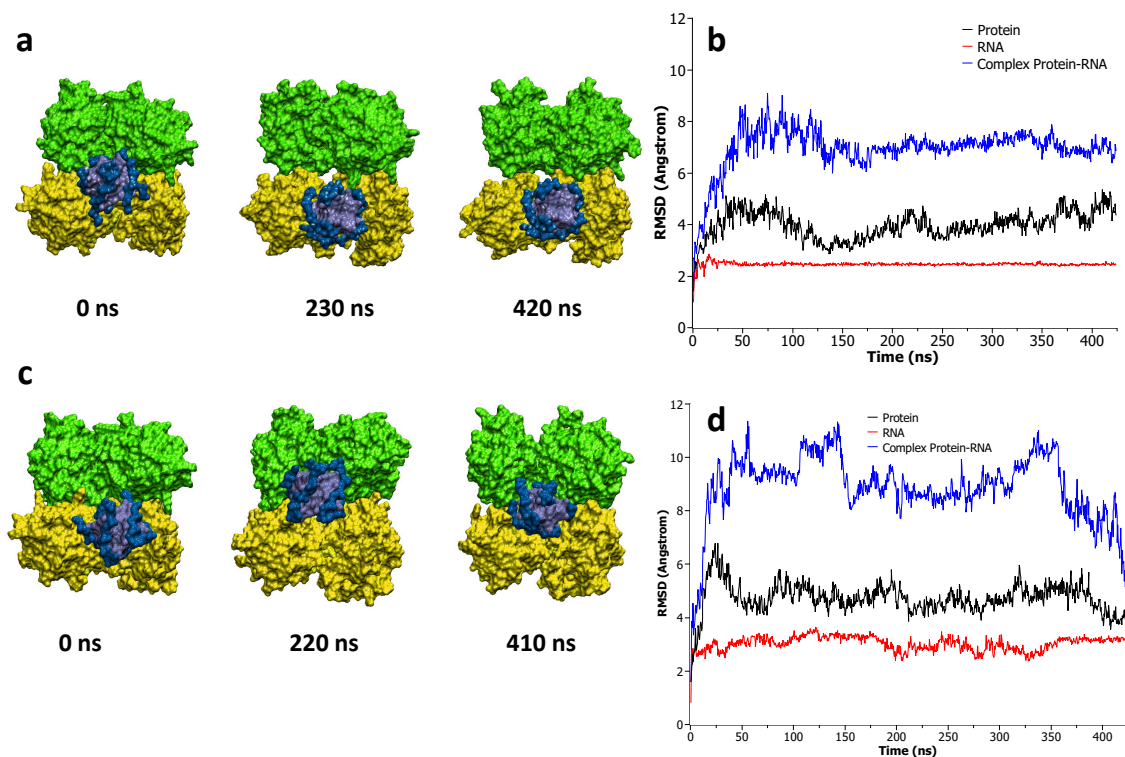 a
0 ns
230 ns
420 ns
b
Protein
RNA
Complex Protein-RNA
RMSD (Angstrom)
12
10
8
6
4
2
0
0 50 100 150 200 250 300 350 400
Time (ns)
c
0 ns
220 ns
410 ns
d
Protein
RNA
Complex Protein-RNA
RMSD (Angstrom)
12
10
8
6
4
2
0
0 50 100 150 200 250 300 350 400
Time (ns)